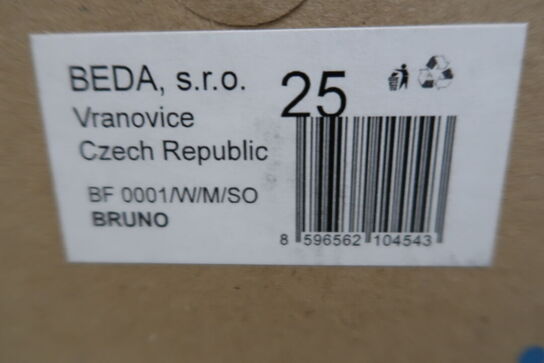 BEDA, s.r.o.
Vranovice
Czech Republic
BF 0001/W/M/SO
BRUNO
25
8 596562 104543